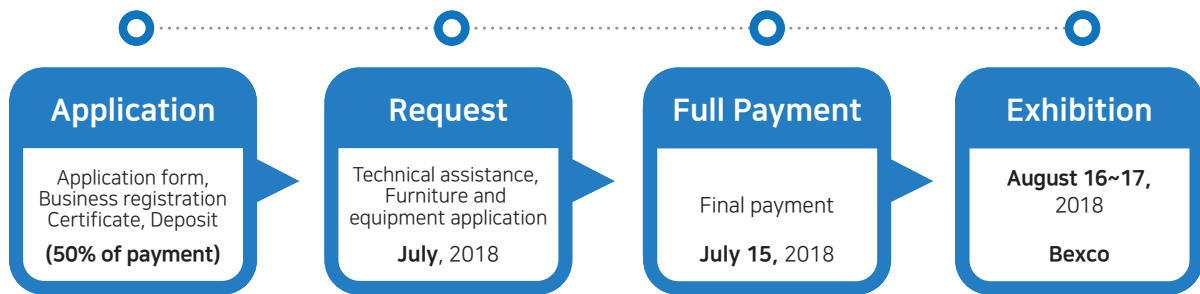 Application
Application form,
Business registration
Certificate, Deposit
(50% of payment)
Request
Technical assistance,
Furniture and
equipment application
July, 2018
Full Payment
Final payment
July 15, 2018
Exhibition
August 16~17,
2018
Bexco